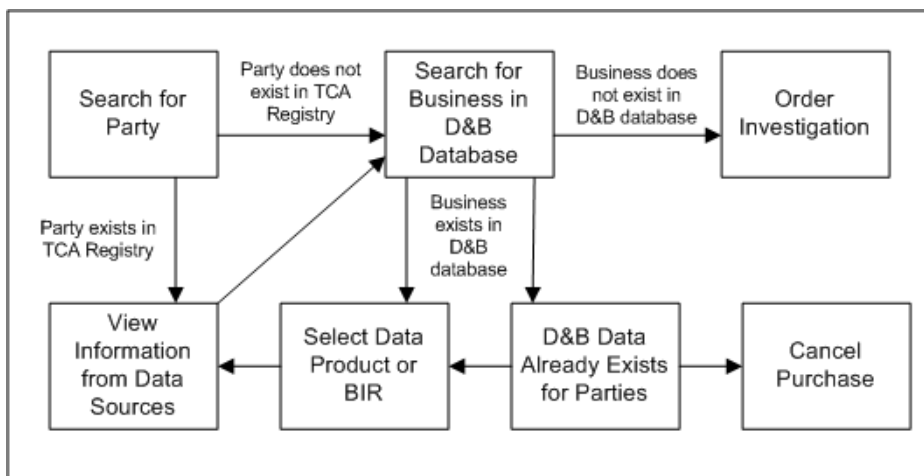 Search for
Party
Party does not
exist in TCA
Registry
Search for
Business in
D&B
Database
Business does
not exist in
D&B database
Order
Investigation
Party exists in
TCA Registry
Business
exists in
D&B
database
View
Information
from Data
Sources
Select Data
Product or
BIR
D&B Data
Already Exists
for Parties
Cancel
Purchase